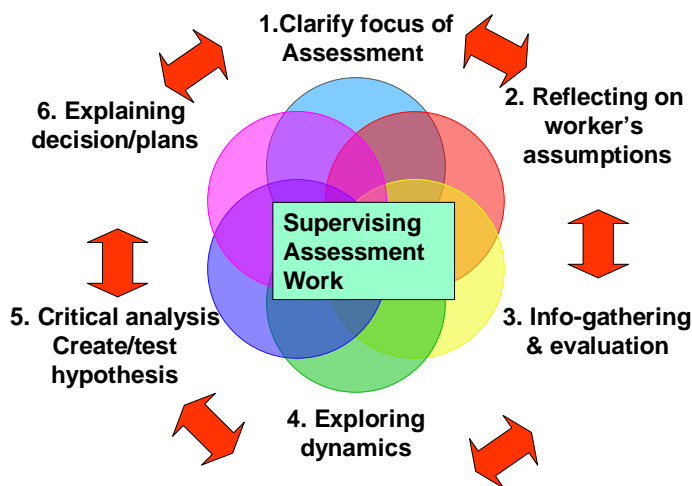 1.Clarify focus of
Assessment
2. Reflecting on
worker's
assumptions
3. Info-gathering
& evaluation
4. Exploring
dynamics
5. Critical analysis
Create/test
hypothesis
6. Explaining
decision/plans
Supervising
Assessment
Work